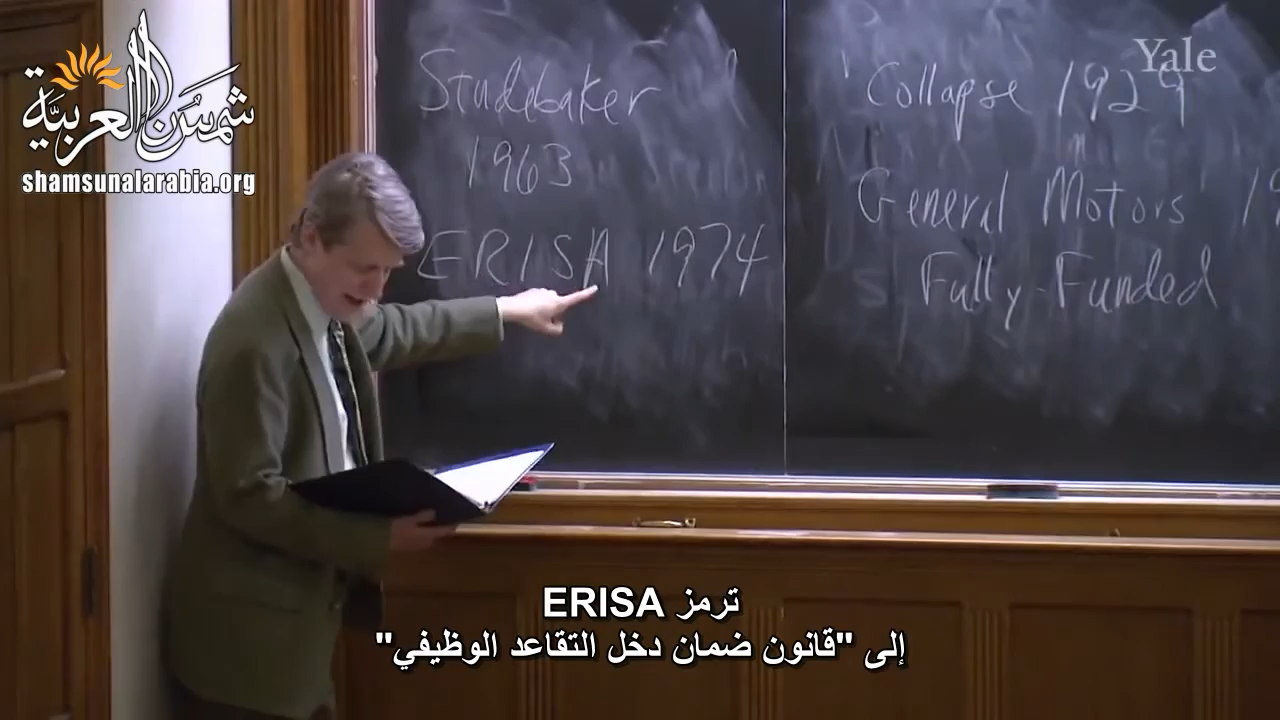 شمس العربية
shamsunalarabia.org
Yale
Studebaker
1963
ERISA 1974
Collapse 1929
General Motors 19
Fully-Funded
ترمز ERISA
إلى "قانون ضمان دخل التقاعد الوظيفي"